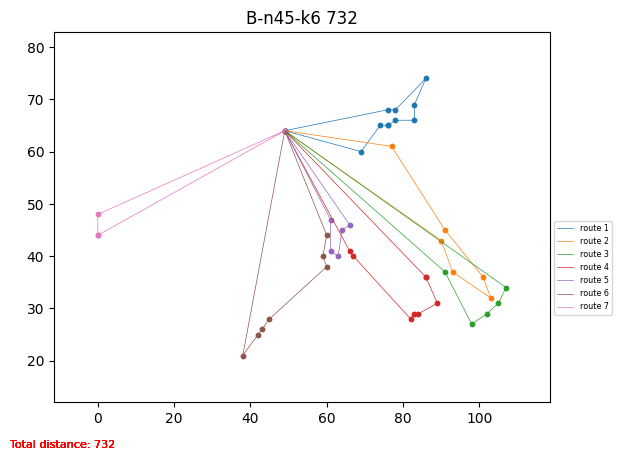 B-n45-k6 732
80
70
60
50
40
30
20
0
20
40
60
80
100
route 1
route 2
route 3
route 4
route 5
route 6
route 7
Total distance: 732